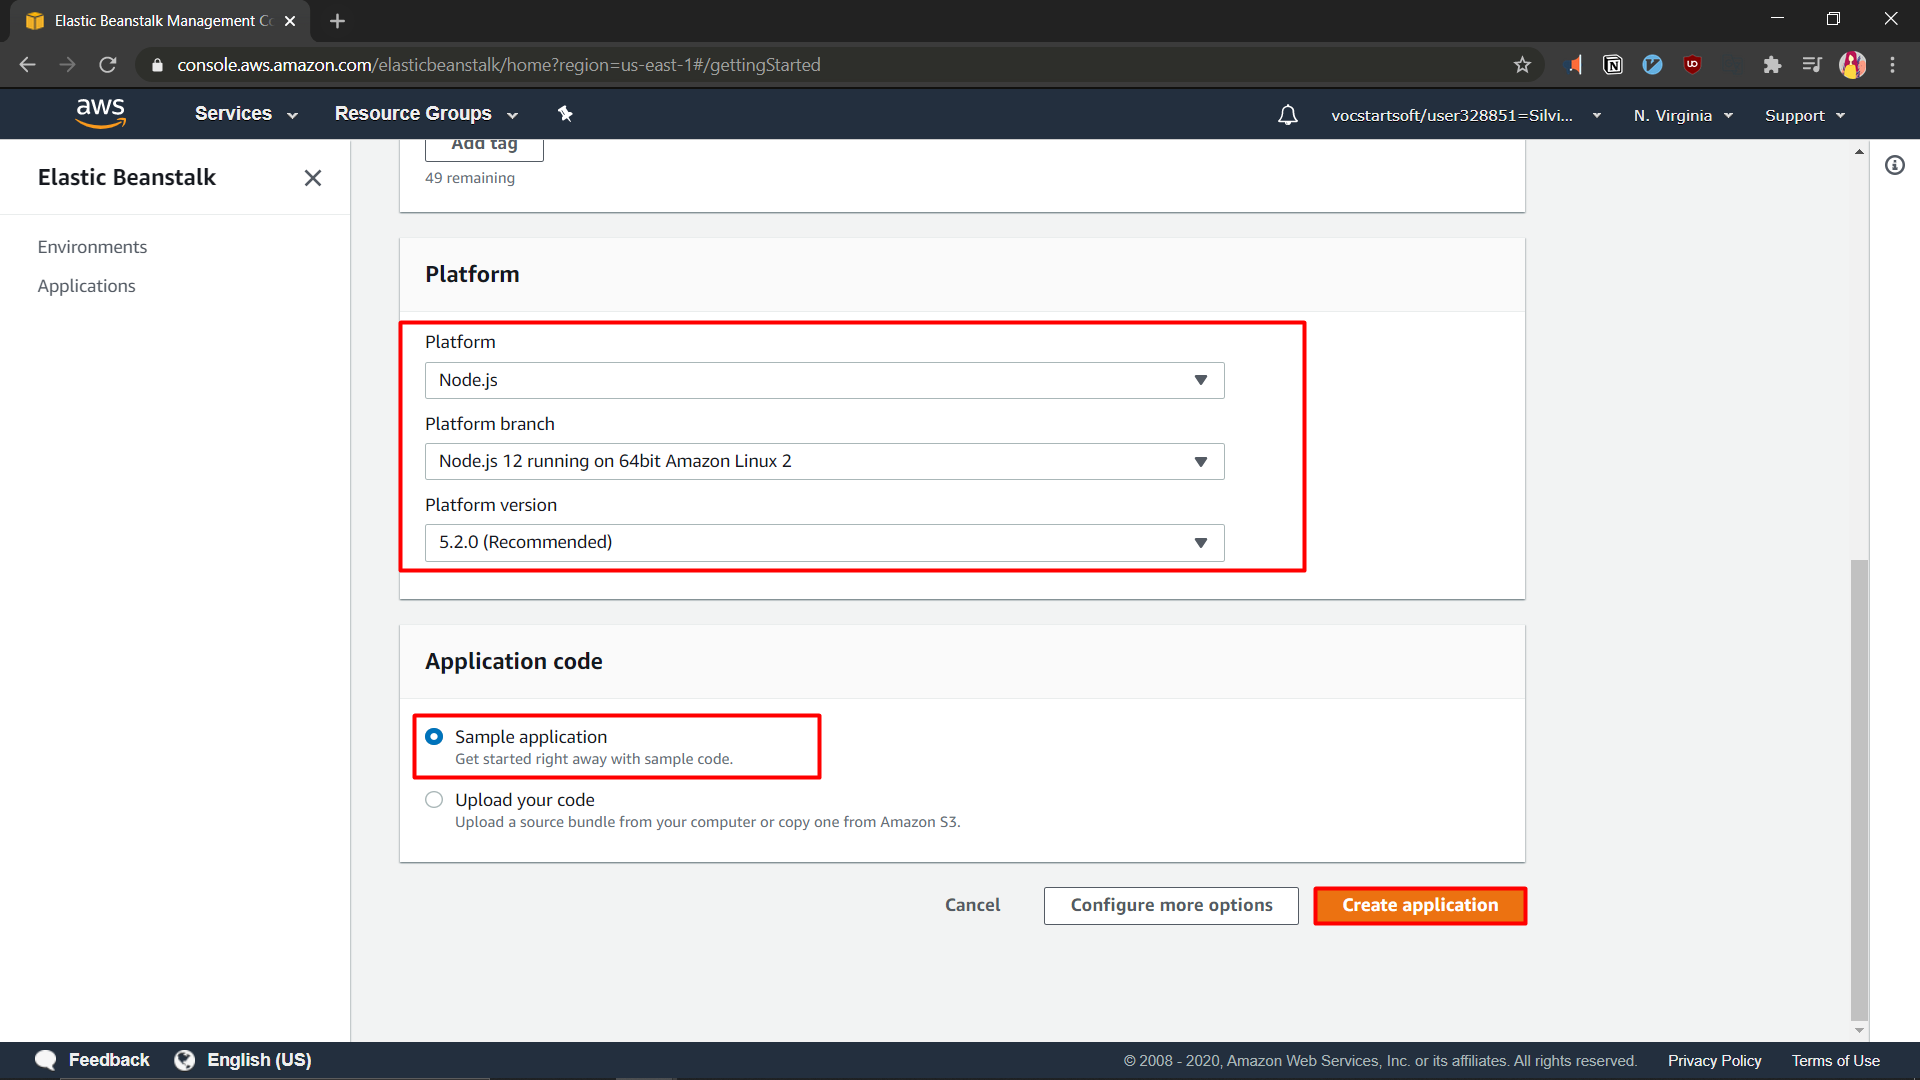 Elastic Beanstalk Management Co
console.aws.amazon.com/elasticbeanstalk/home?region=us-east-1#/gettingStarted
aws
Services
Resource Groups
vocstartsoft/user328851=Silvi...
N. Virginia
Support
Elastic Beanstalk
Environments
Applications
Add tag
49 remaining
Platform
Platform
Node.js
Platform branch
Node.js 12 running on 64bit Amazon Linux 2
Platform version
5.2.0 (Recommended)
Application code
Sample application
Get started right away with sample code.
Upload your code
Upload a source bundle from your computer or copy one from Amazon S3.
Cancel
Configure more options
Create application
Feedback
English (US)
© 2008 - 2020, Amazon Web Services, Inc. or its affiliates. All rights reserved.
Privacy Policy
Terms of Use